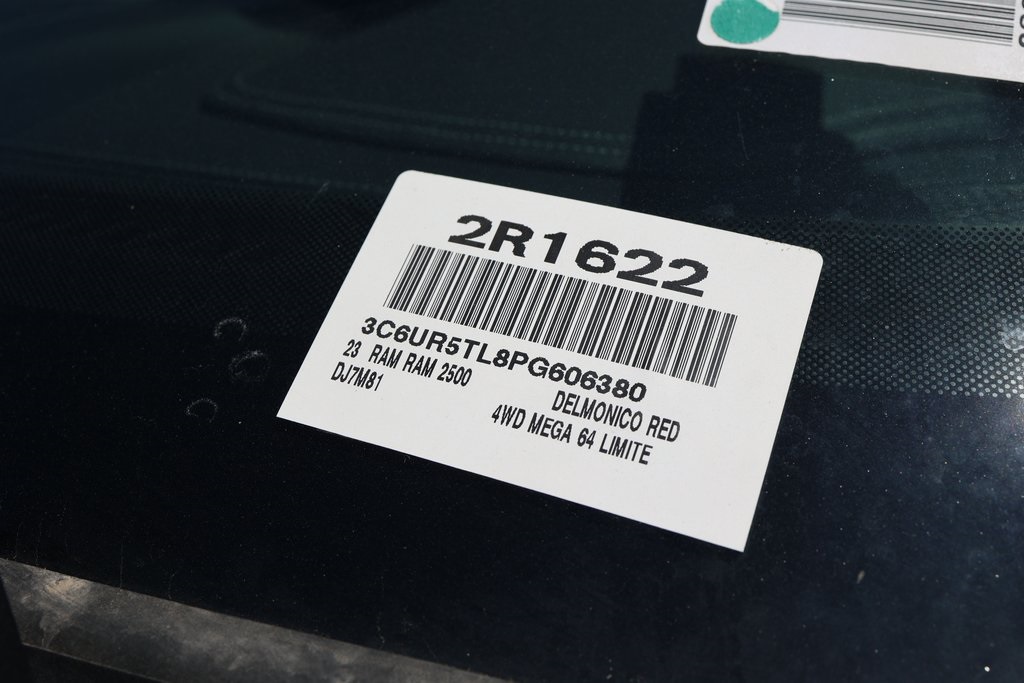 2R1622
3C6UR5TL8PG606380
23 RAM RAM 2500
DELMONICO RED
DJ7M81
4WD MEGA 64 LIMITE